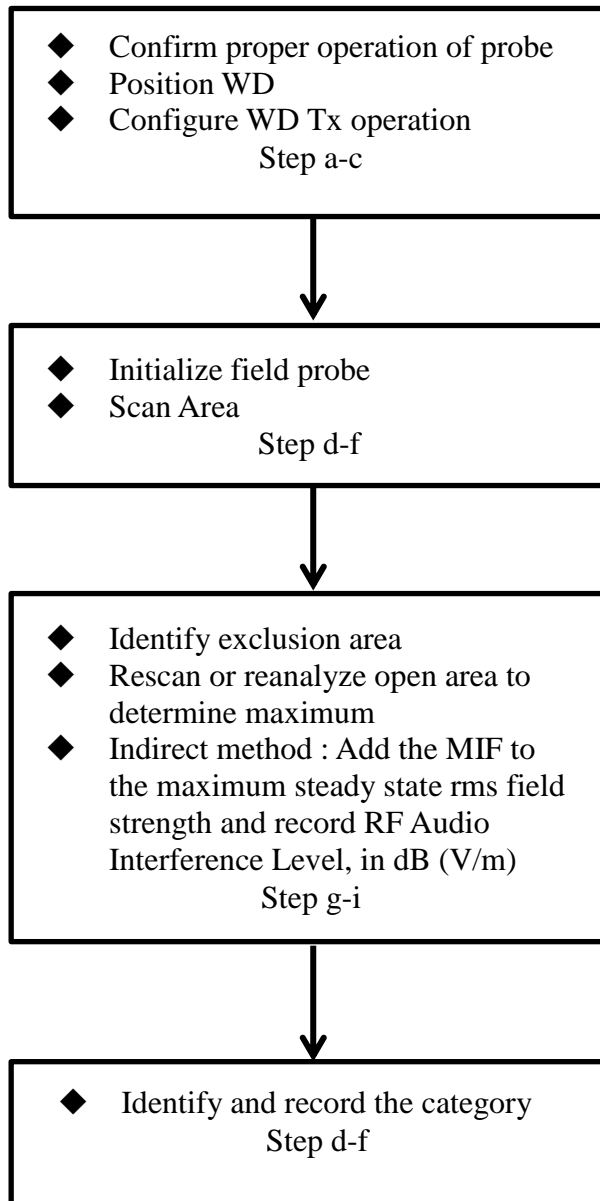 ◆ Confirm proper operation of probe
◆ Position WD
◆ Configure WD Tx operation
Step a-c
◆ Initialize field probe
◆ Scan Area
Step d-f
◆ Identify exclusion area
◆ Rescan or reanalyze open area to
determine maximum
◆ Indirect method : Add the MIF to
the maximum steady state rms field
strength and record RF Audio
Interference Level, in dB (V/m)
Step g-i
◆ Identify and record the category
Step d-f